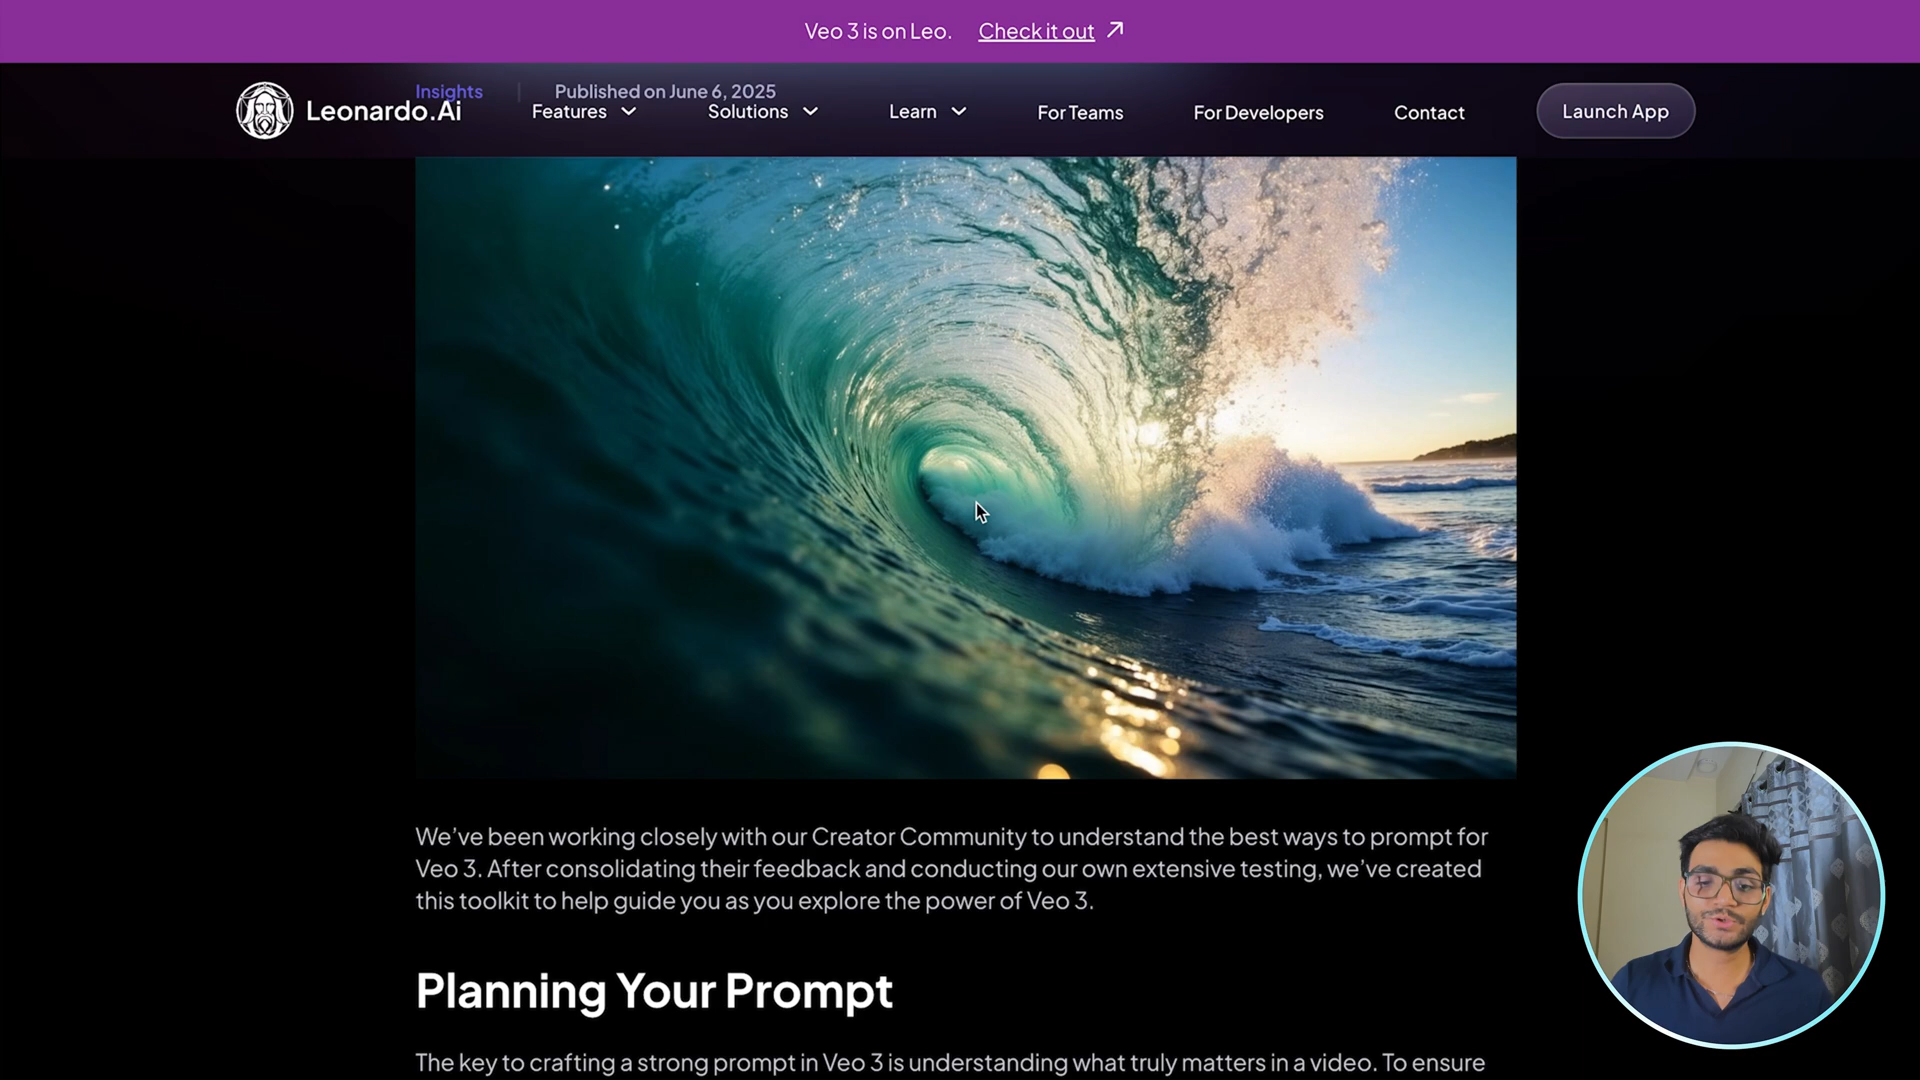 Veo 3 is on Leo. Check it out
Insights Published on June 6, 2025
Leonardo.Ai Features Solutions Learn For Teams For Developers Contact Launch App
We’ve been working closely with our Creator Community to understand the best ways to prompt for
Veo 3. After consolidating their feedback and conducting our own extensive testing, we’ve created
this toolkit to help guide you as you explore the power of Veo 3.
Planning Your Prompt
The key to crafting a strong prompt in Veo 3 is understanding what truly matters in a video. To ensure